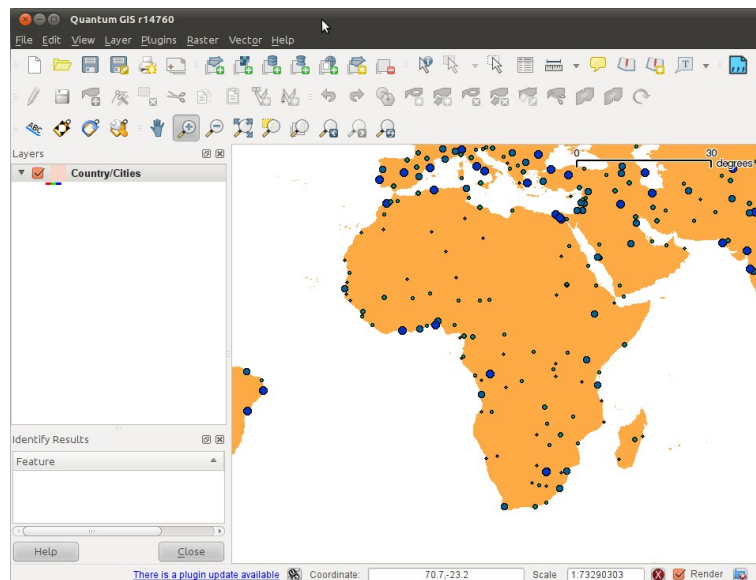 Quantum GIS r14760
File Edit View Layer Plugins Raster Vector Help
T
ABC
Layers
Country/Cities
0 30
degrees
Identify Results
Feature
Help Close
There is a plugin update available Coordinate: 70.7,-23.2 Scale 1:73290303 Render